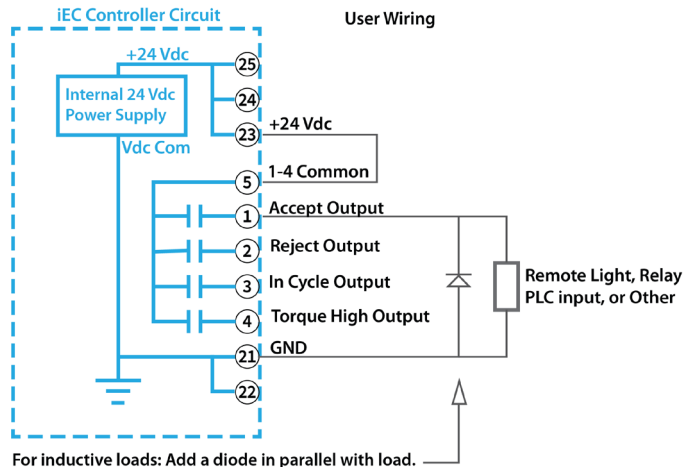 iEC Controller Circuit
User Wiring
+24 Vdc
25
Internal 24 Vdc
Power Supply
24
23
+24 Vdc
Vdc Com
5
1-4 Common
1
Accept Output
2
Reject Output
3
In Cycle Output
Remote Light, Relay
PLC input, or Other
4
Torque High Output
21
GND
22
For inductive loads: Add a diode in parallel with load.